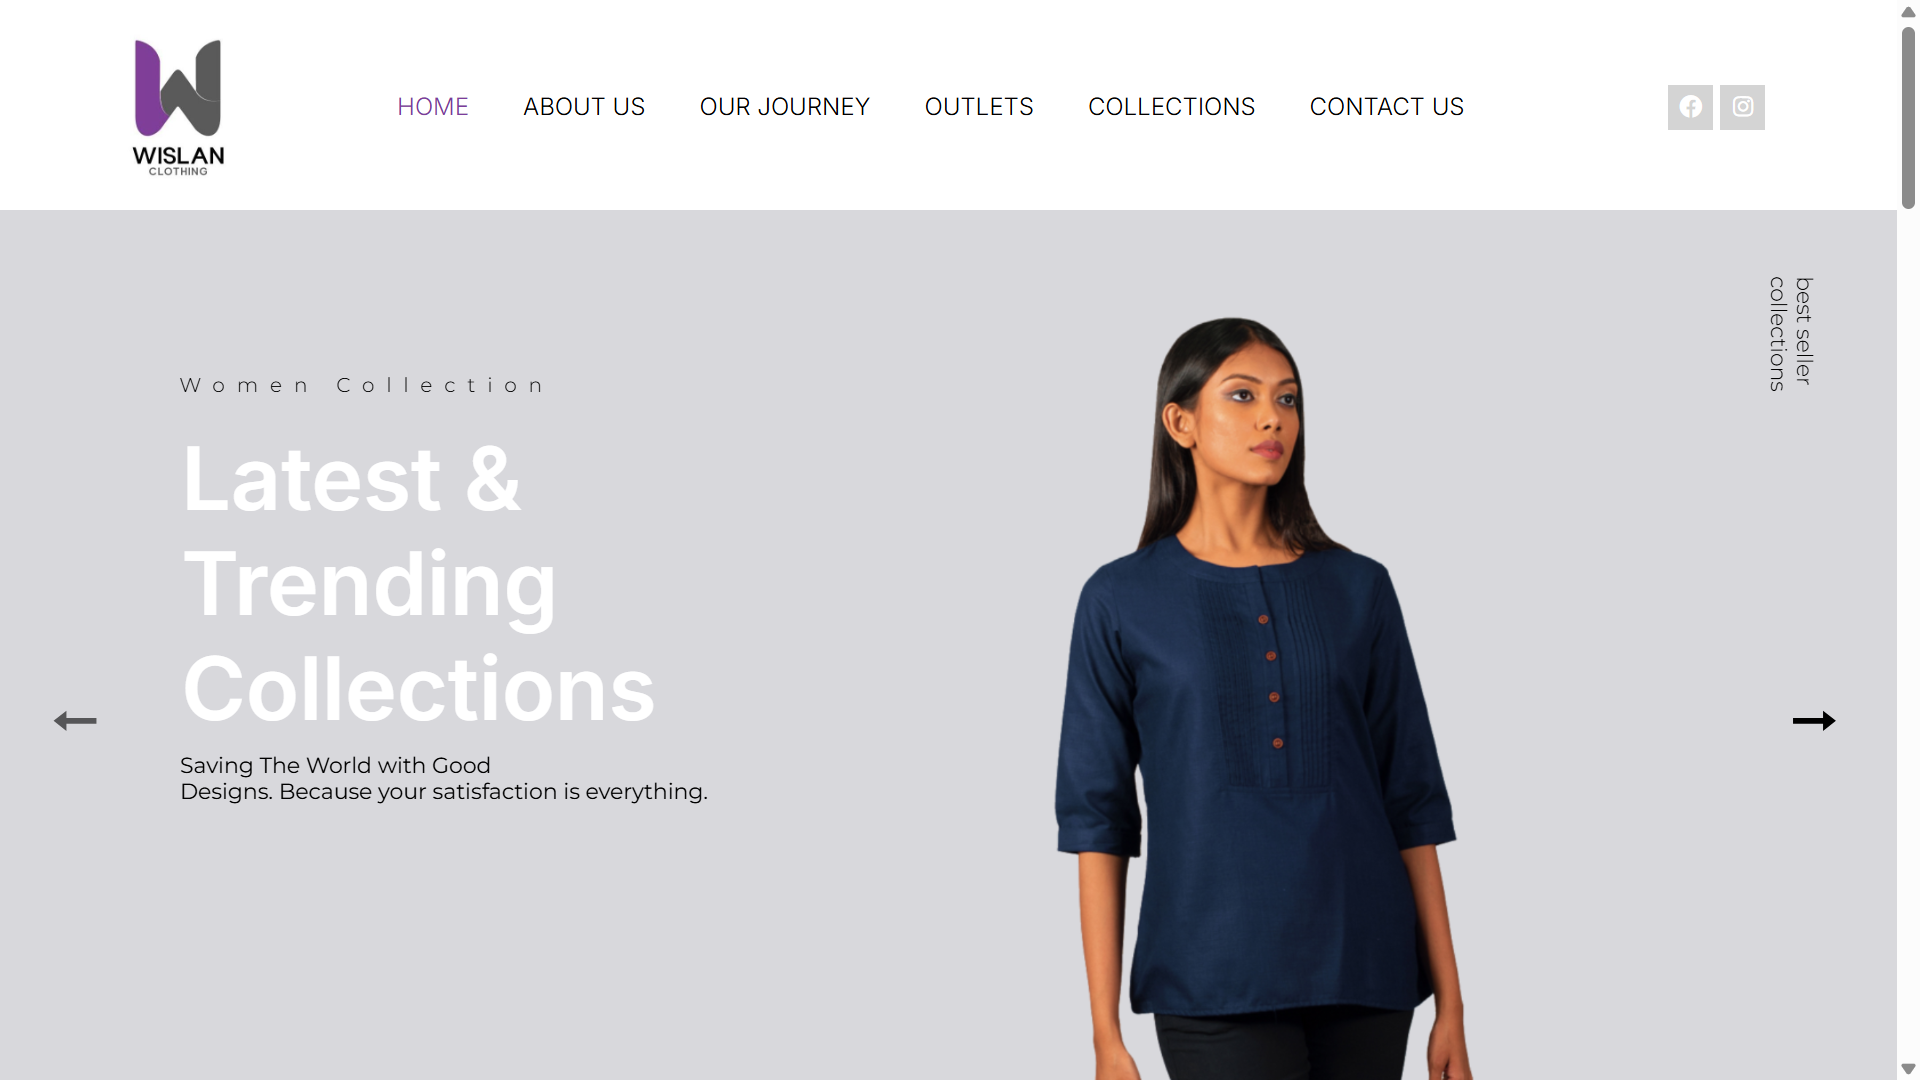 WISLAN
CLOTHING
HOME
ABOUT US
OUR JOURNEY
OUTLETS
COLLECTIONS
CONTACT US
best seller
collections
Women Collection
Latest &
Trending
Collections
Saving The World with Good
Designs. Because your satisfaction is everything.